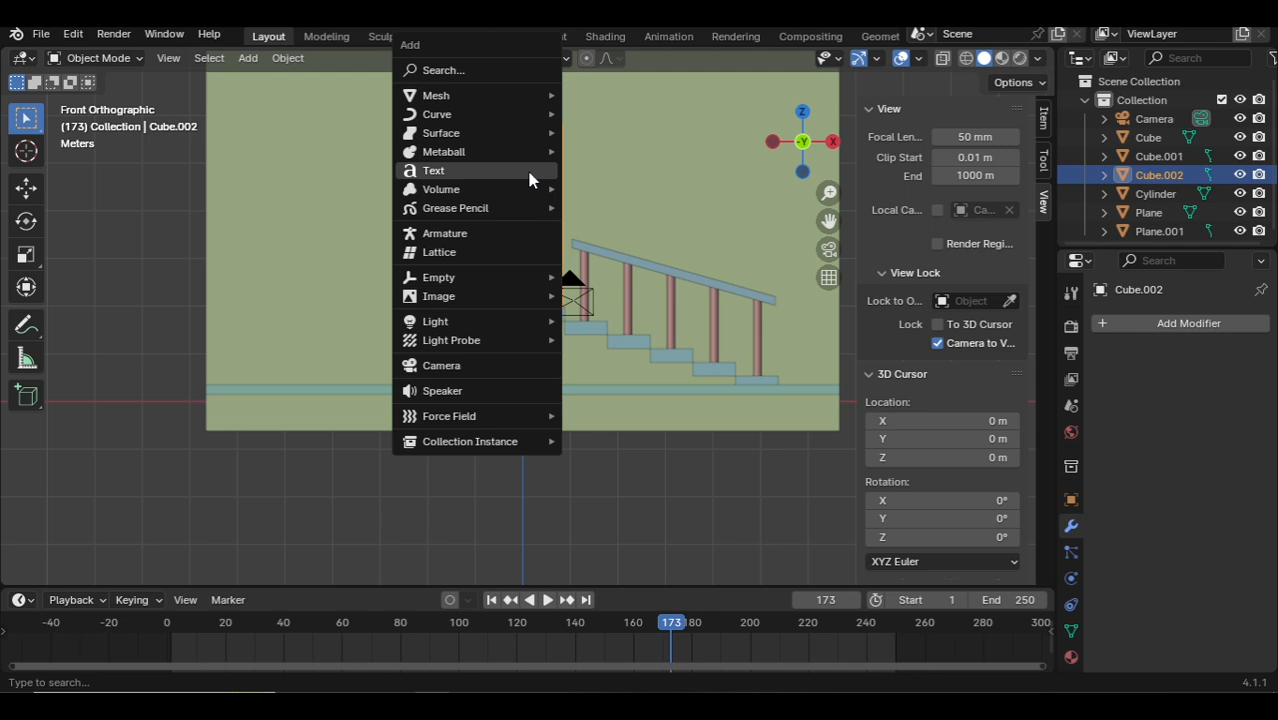 File Edit Render Window Help Layout Modeling Sculp Shading Animation Rendering Compositing Geomet Scene ViewLayer
Object Mode View Select Add Object Search...
Options
Front Orthographic
(173) Collection | Cube.002
Meters
Add
Search...
Mesh
Curve
Surface
Metaball
Text
Volume
Grease Pencil
Armature
Lattice
Empty
Image
Light
Light Probe
Camera
Speaker
Force Field
Collection Instance
Z
X
-Y
View
Focal Len... 50 mm
Clip Start 0.01 m
End 1000 m
Local Ca... Ca...
Render Regi...
View Lock
Lock to O... Object
Lock To 3D Cursor
Camera to V...
3D Cursor
Location:
X 0 m
Y 0 m
Z 0 m
Rotation:
X 0°
Y 0°
Z 0°
XYZ Euler
Item
Tool
View
Scene Collection
Collection
Camera
Cube
Cube.001
Cube.002
Cylinder
Plane
Plane.001
Search
Cube.002
Add Modifier
Playback Keying View Marker 173 Start 1 End 250
-40 -20 0 20 40 60 80 100 120 140 160 173 180 200 220 240 260 280 300
Type to search... 4.1.1